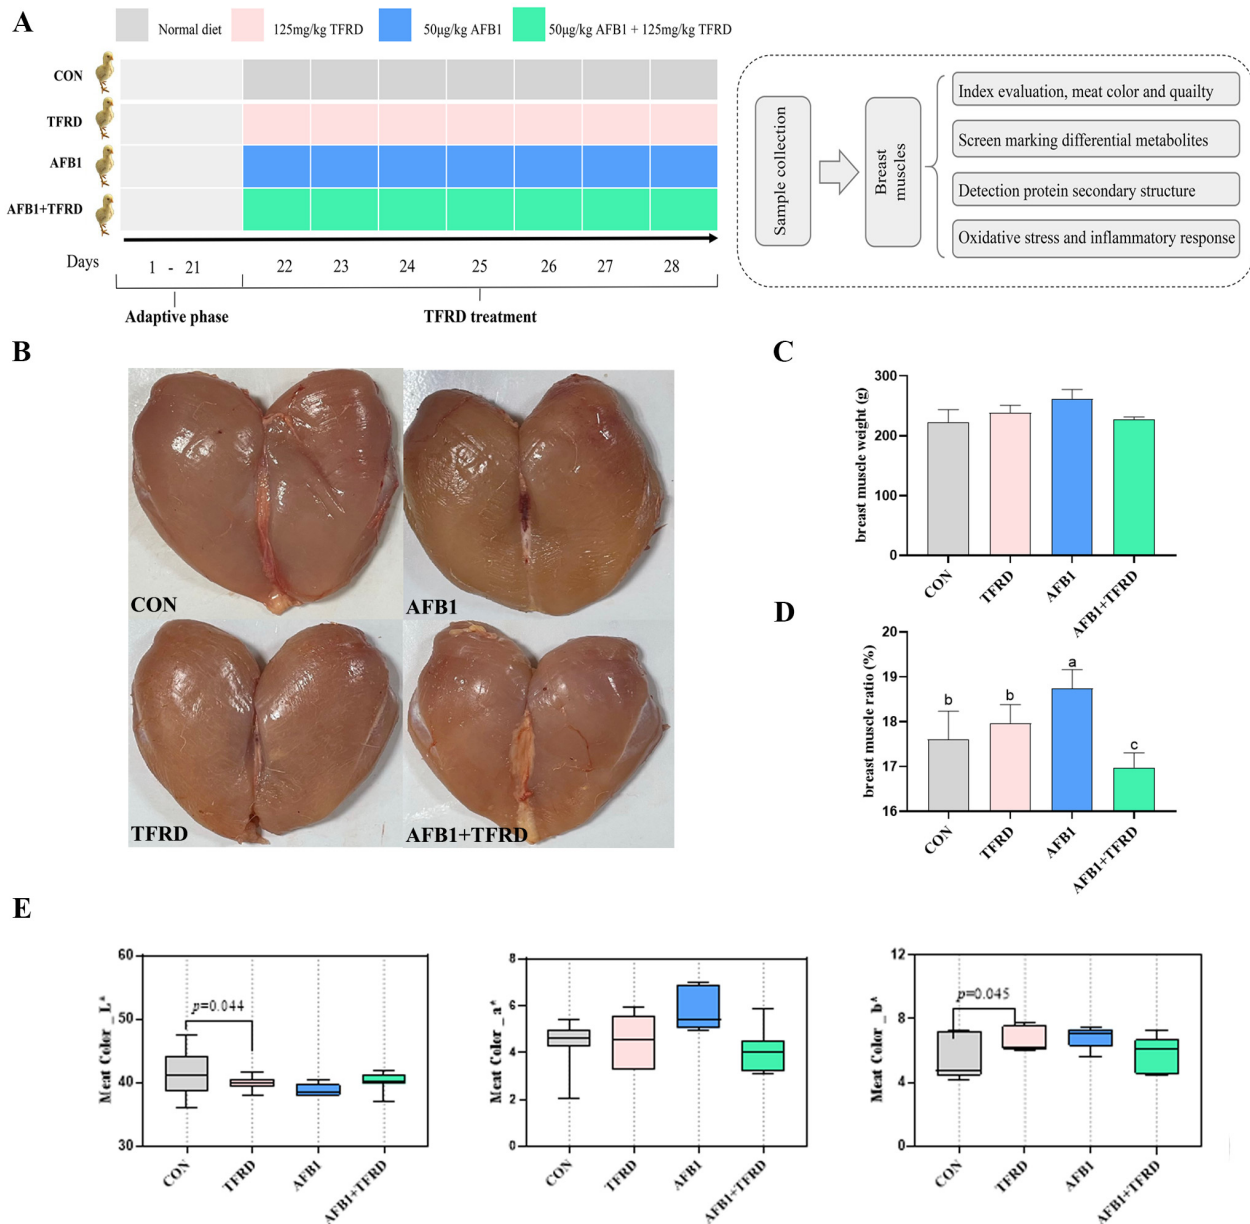 A
Normal diet
125mg/kg TFRD
50μg/kg AFB1
50μg/kg AFB1 + 125mg/kg TFRD
CON
TFRD
AFB1
AFB1+TFRD
Days
1 - 21
22
23
24
25
26
27
28
Adaptive phase
TFRD treatment
Sample collection
Breast
muscles
Index evaluation, meat color and quailty
Screen marking differential metabolites
Detection protein secondary structure
Oxidative stress and inflammatory response
B
CON
AFB1
TFRD
AFB1+TFRD
C
breast muscle weight (g)
300
200
100
0
CON
TFRD
AFB1
AFB1+TFRD
D
breast muscle ratio (%)
20
19
18
17
16
b
b
a
c
CON
TFRD
AFB1
AFB1+TFRD
E
Meat Color _L*
60
50
40
30
p=0.044
CON
TFRD
AFB1
AFB1+TFRD
Meat Color _a*
8
6
4
2
0
CON
TFRD
AFB1
AFB1+TFRD
Meat Color _b*
12
8
4
0
p=0.045
CON
TFRD
AFB1
AFB1+TFRD